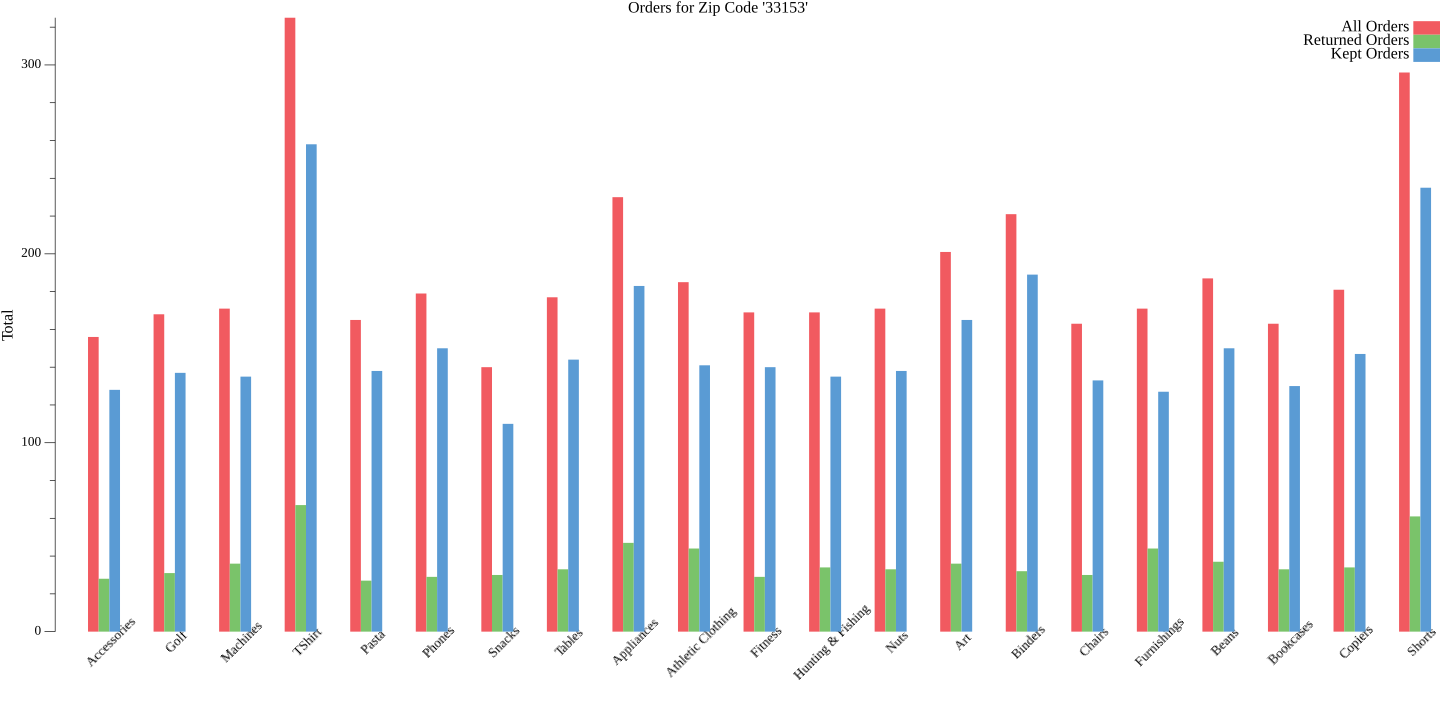 Orders for Zip Code '33153'
All Orders
Returned Orders
Kept Orders
Total
300
200
100
0
Accessories
Golf
Machines
TShirt
Pasta
Phones
Snacks
Tables
Appliances
Athletic Clothing
Fitness
Hunting & Fishing
Nuts
Art
Binders
Chairs
Furnishings
Beans
Bookcases
Copiers
Shorts